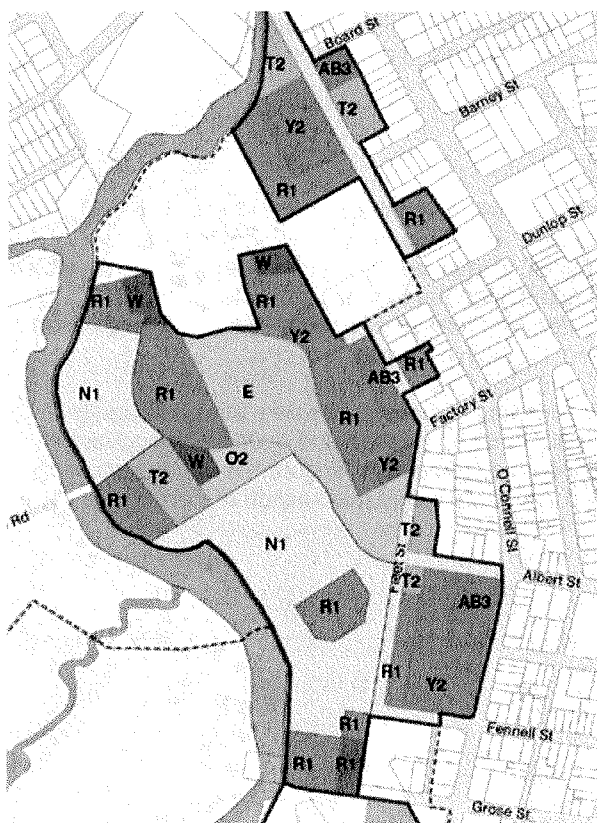 Board St
T2
AB3
T2
Barney St
Y2
R1
R1
Dunlop St
W
R1
R1
W
Y2
R1
AB3
N1
R1
E
R1
Factory St
W
O2
Y2
T2
R1
O'Connell St
Rd
T2
N1
Fleet St
T2
Albert St
R1
AB3
R1
Y2
R1
Fennell St
R1
R1
Grose St